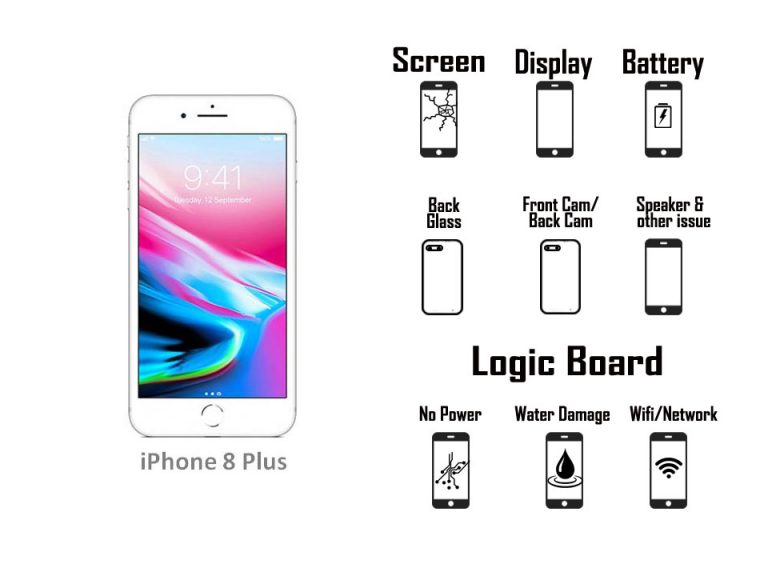 Screen
Display
Battery
9:41
Tuesday, 12 September
Back
Glass
Front Cam/
Back Cam
Speaker &
other issue
Logic Board
No Power
Water Damage
Wifi/Network
iPhone 8 Plus